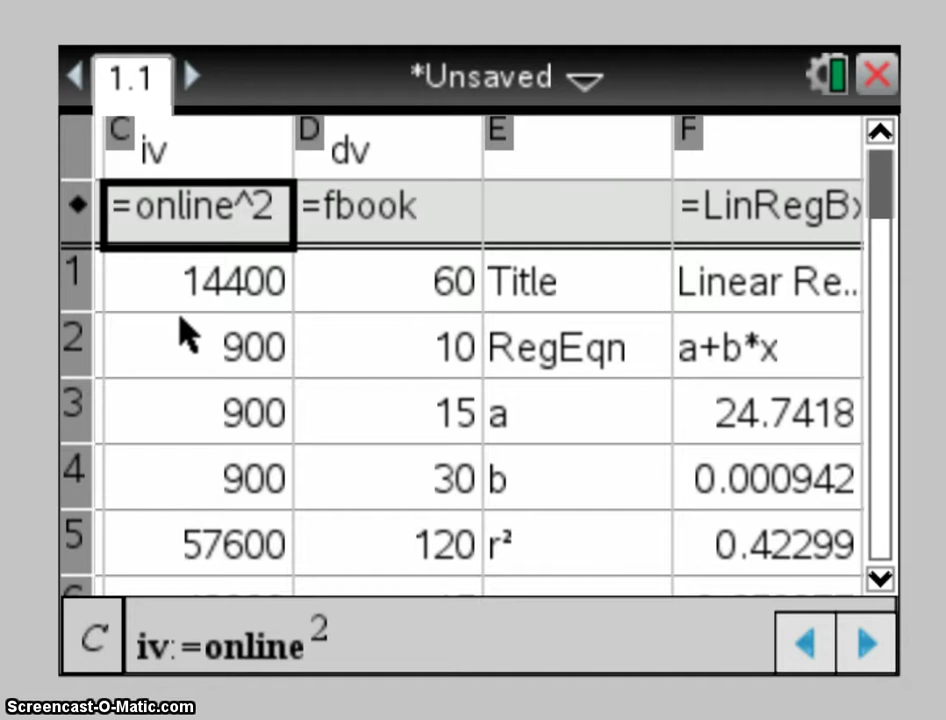 1.1 *Unsaved
C iv D dv E F
◆ =online^2 =fbook =LinRegBx
1 14400 60 Title Linear Re..
2 900 10 RegEqn a+b*x
3 900 15 a 24.7418
4 900 30 b 0.000942
5 57600 120 r² 0.42299
C iv:=online²
Screencast-O-Matic.com